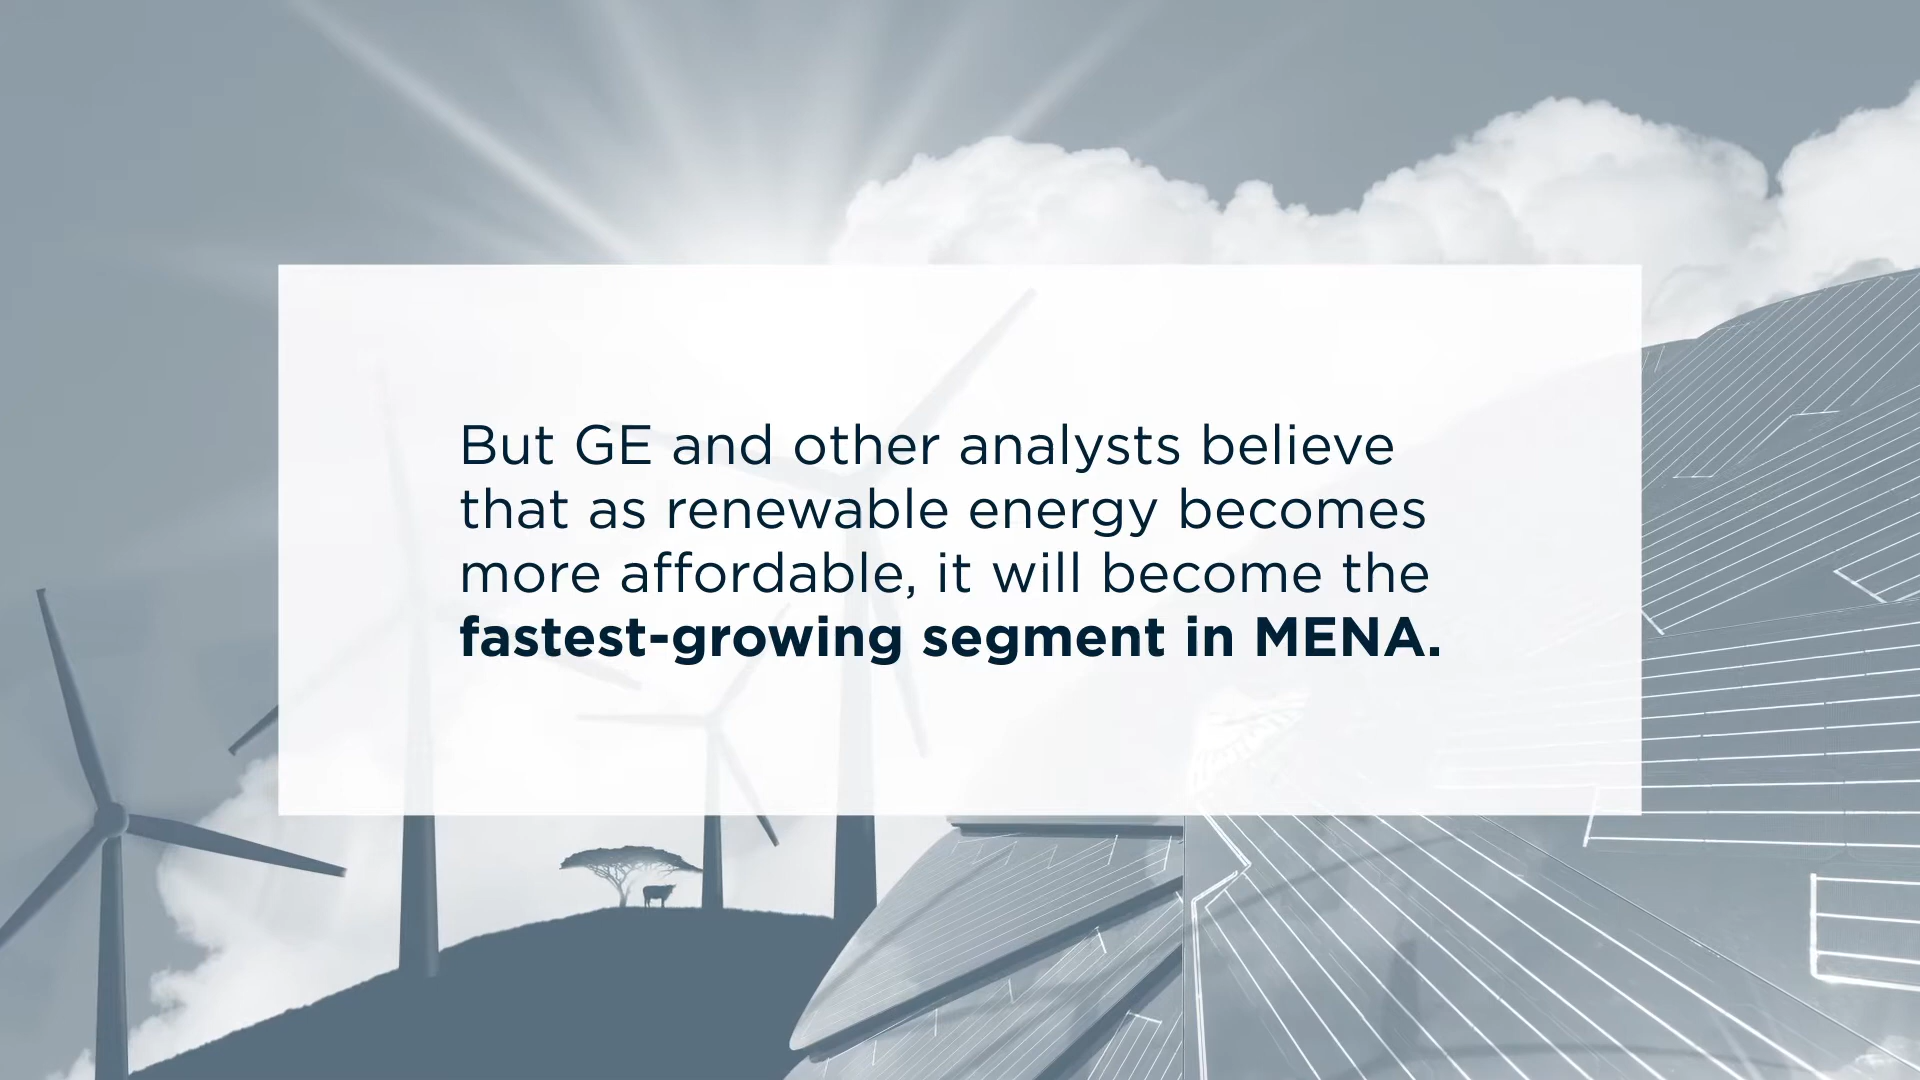 But GE and other analysts believe
that as renewable energy becomes
more affordable, it will become the
fastest-growing segment in MENA.